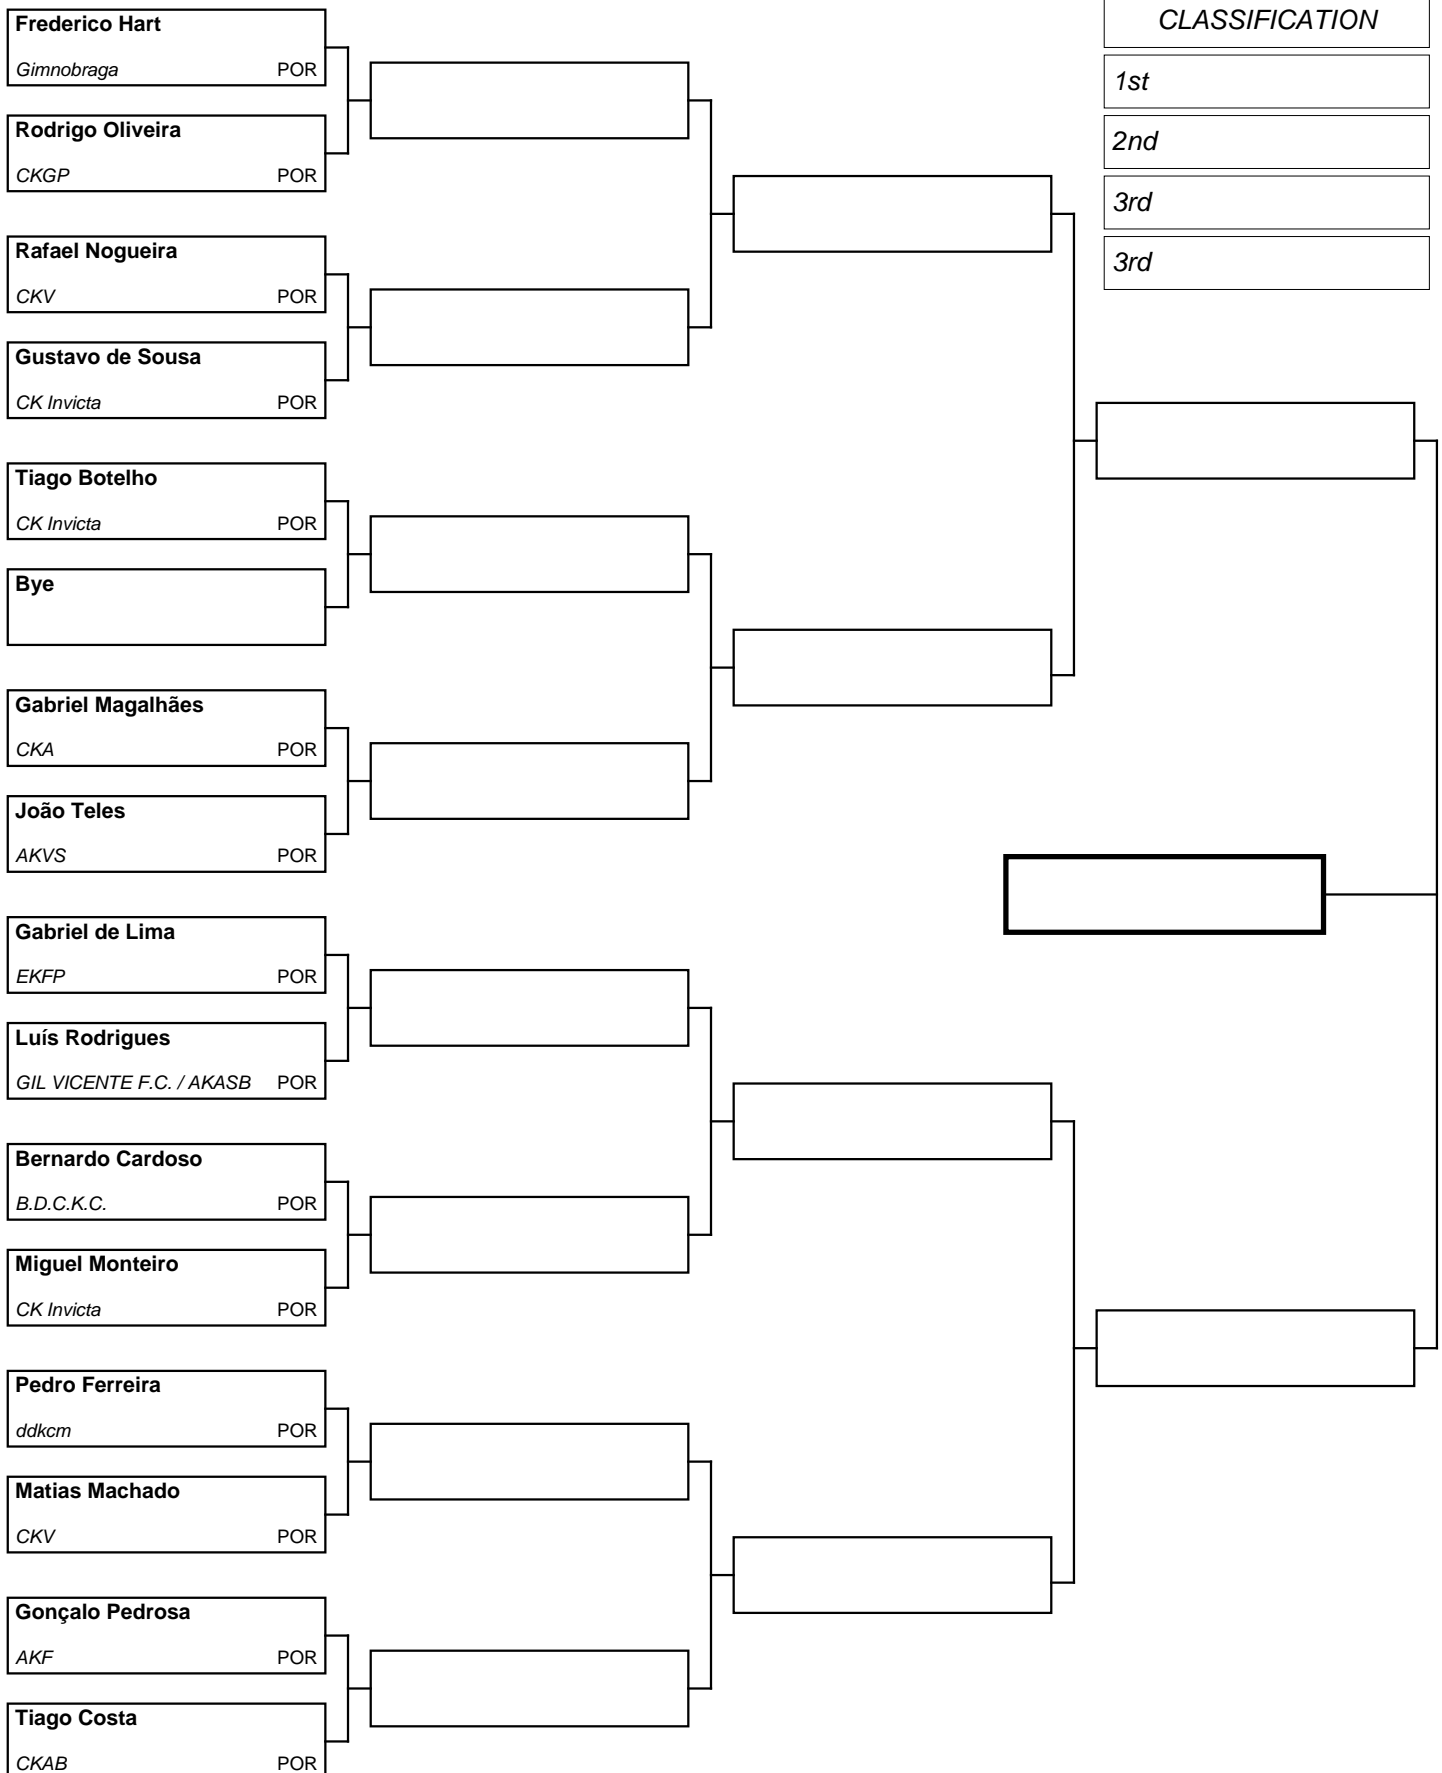 Frederico Hart
Gimnobraga POR
Rodrigo Oliveira
CKGP POR
Rafael Nogueira
CKV POR
Gustavo de Sousa
CK Invicta POR
Tiago Botelho
CK Invicta POR
Bye
Gabriel Magalhães
CKA POR
João Teles
AKVS POR
Gabriel de Lima
EKFP POR
Luís Rodrigues
GIL VICENTE F.C. / AKASB POR
Bernardo Cardoso
B.D.C.K.C. POR
Miguel Monteiro
CK Invicta POR
Pedro Ferreira
ddkcm POR
Matias Machado
CKV POR
Gonçalo Pedrosa
AKF POR
Tiago Costa
CKAB POR
CLASSIFICATION
1st
2nd
3rd
3rd